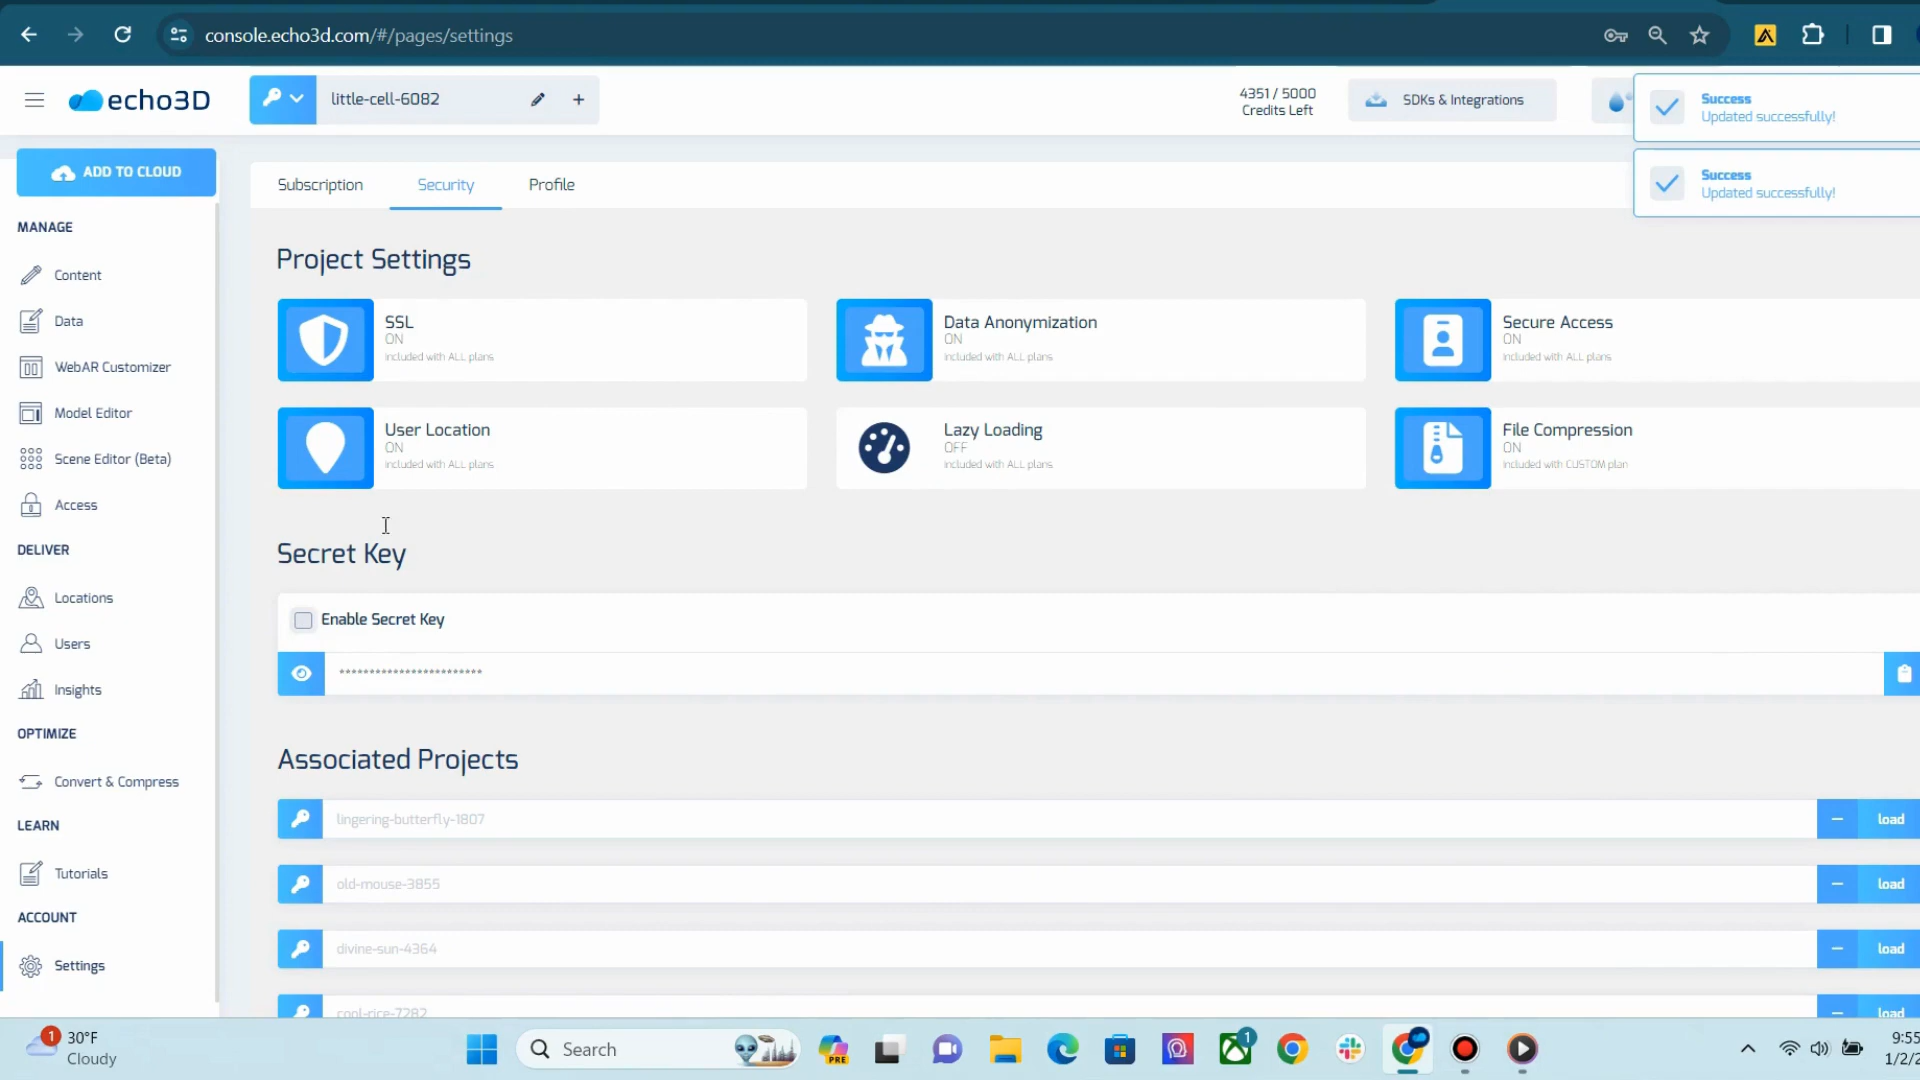 console.echo3d.com/#/pages/settings
echo3D
little-cell-6082
4351 / 5000
Credits Left
SDKs & Integrations
Success
Updated successfully!
Success
Updated successfully!
ADD TO CLOUD
MANAGE
Content
Data
WebAR Customizer
Model Editor
Scene Editor (Beta)
Access
DELIVER
Locations
Users
Insights
OPTIMIZE
Convert & Compress
LEARN
Tutorials
ACCOUNT
Settings
Subscription
Security
Profile
Project Settings
SSL
ON
Included with ALL plans
Data Anonymization
ON
Included with ALL plans
Secure Access
ON
Included with ALL plans
User Location
ON
Included with ALL plans
Lazy Loading
OFF
Included with ALL plans
File Compression
ON
Included with CUSTOM plan
Secret Key
Enable Secret Key
************************
Associated Projects
lingering-butterfly-1807
load
old-mouse-3855
load
divine-sun-4364
load
cool-rice-7282
load
1
30°F
Cloudy
Search
PRE
1
9:55
1/2/2